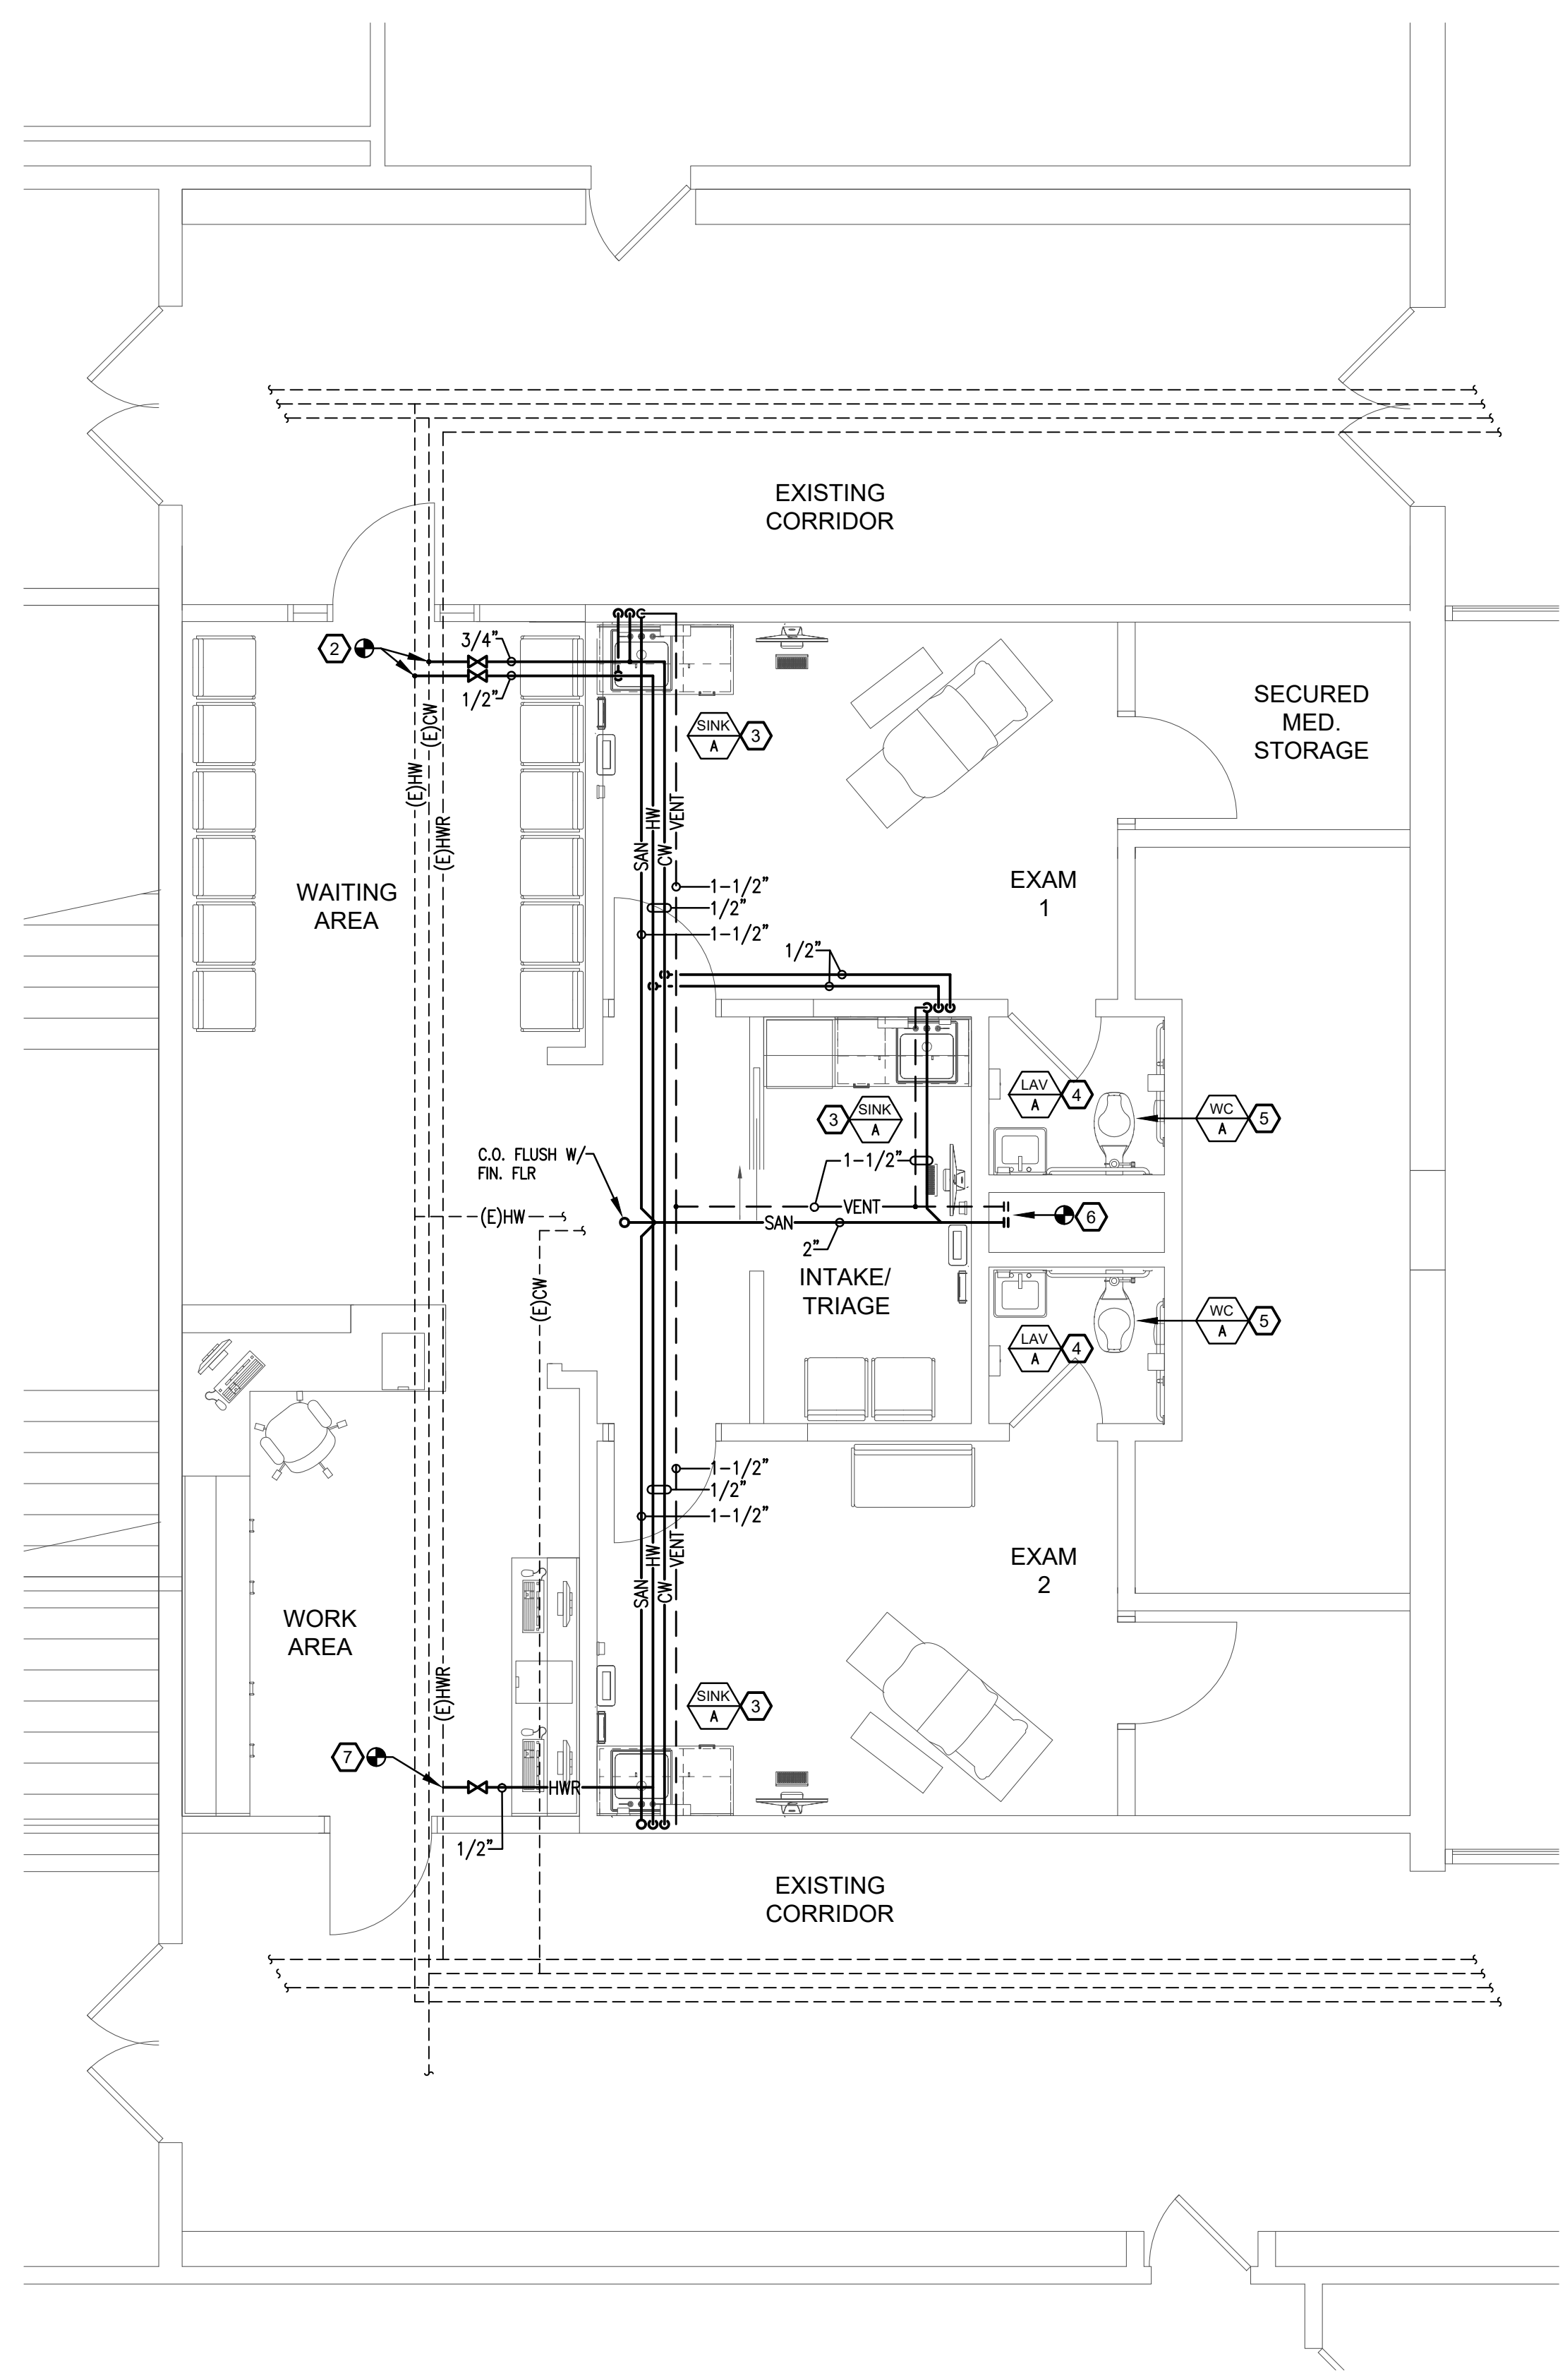 EXISTING
CORRIDOR
2
3/4"
1/2"
(E)CW
(E)HW
(E)HWR
SINK
A
3
SECURED
MED.
STORAGE
HW
VENT
SAN
CW
WAITING
AREA
EXAM
1
1-1/2"
1/2"
1-1/2"
1/2"
LAV
A
4
WC
A
5
3
SINK
A
C.O. FLUSH W/
FIN. FLR
1-1/2"
(E)HW
VENT
SAN
6
2"
INTAKE/
TRIAGE
(E)CW
LAV
A
4
WC
A
5
1-1/2"
1/2"
1-1/2"
HW
VENT
SAN
CW
EXAM
2
WORK
AREA
(E)HWR
SINK
A
3
7
HWR
1/2"
EXISTING
CORRIDOR